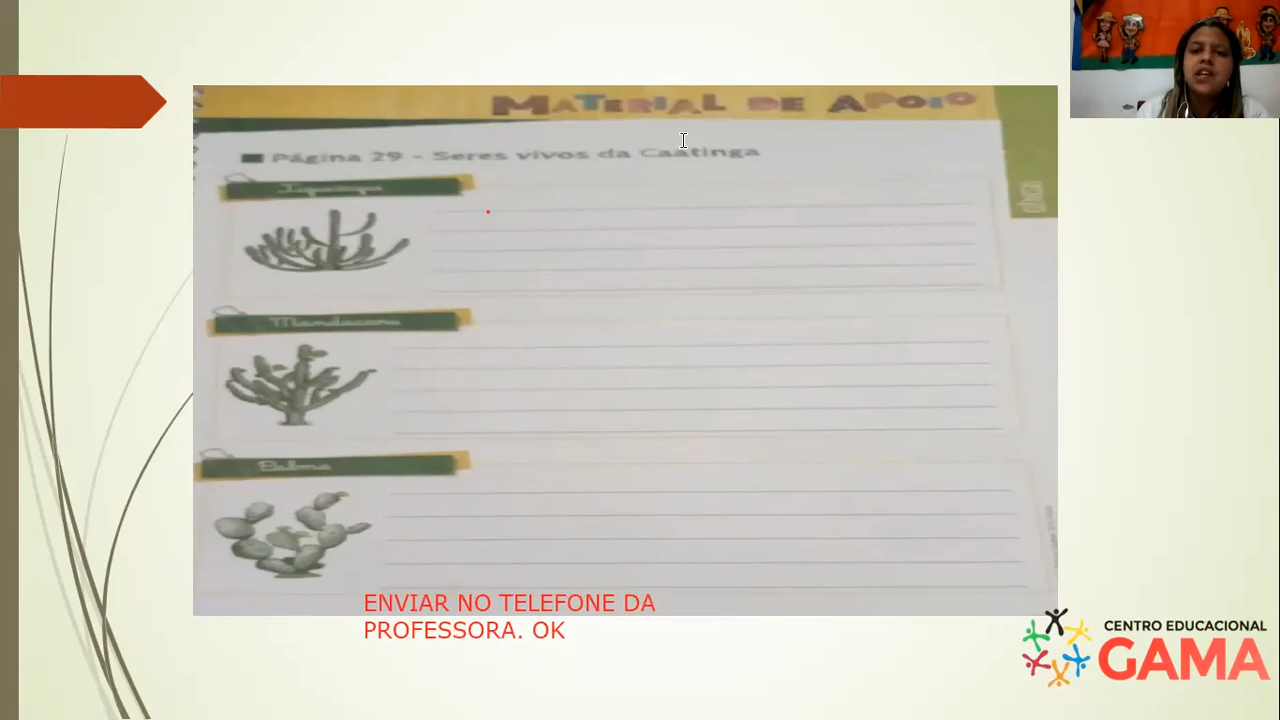 MATERIAL DE APOIO
Página 29 - Seres vivos da Caatinga
Mandacaru
Palma
ENVIAR NO TELEFONE DA
PROFESSORA. OK
CENTRO EDUCACIONAL
GAMA